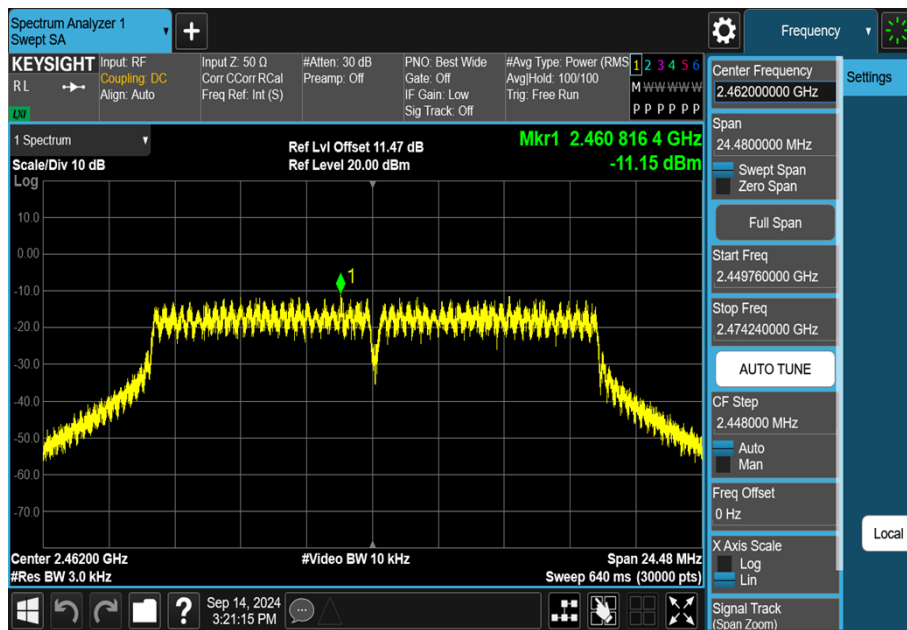 Spectrum Analyzer 1
Swept SA
+
Frequency
KEYSIGHT
R L
LXI
Input: RF
Coupling: DC
Align: Auto
Input Z: 50 Ω
Corr CCorr RCal
Freq Ref: Int (S)
#Atten: 30 dB
Preamp: Off
PNO: Best Wide
Gate: Off
IF Gain: Low
Sig Track: Off
#Avg Type: Power (RMS
Avg|Hold: 100/100
Trig: Free Run
1 2 3 4 5 6
M W W W W W
P P P P P P
1 Spectrum
Scale/Div 10 dB
Ref Lvl Offset 11.47 dB
Ref Level 20.00 dBm
Mkr1 2.460 816 4 GHz
-11.15 dBm
Log
10.0
0.00
-10.0
-20.0
-30.0
-40.0
-50.0
-60.0
-70.0
1
Center 2.46200 GHz
#Res BW 3.0 kHz
#Video BW 10 kHz
Span 24.48 MHz
Sweep 640 ms (30000 pts)
Center Frequency
2.462000000 GHz
Span
24.4800000 MHz
Swept Span
Zero Span
Full Span
Start Freq
2.449760000 GHz
Stop Freq
2.474240000 GHz
AUTO TUNE
CF Step
2.448000 MHz
Auto
Man
Freq Offset
0 Hz
X Axis Scale
Log
Lin
Signal Track
(Span Zoom)
Settings
Local
?
Sep 14, 2024
3:21:15 PM